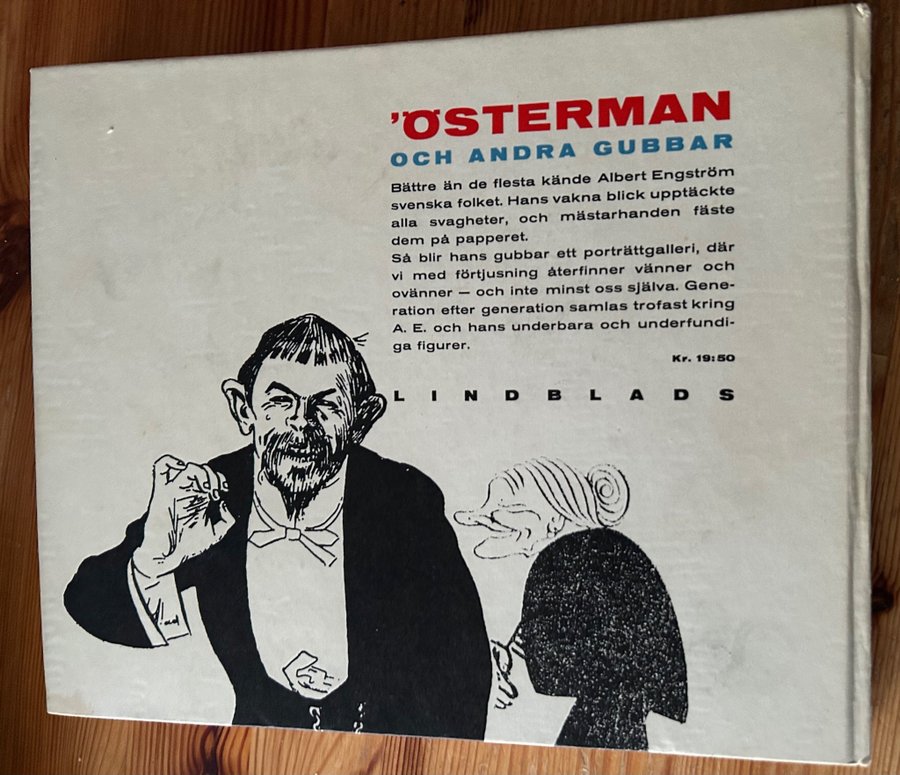 ’ÖSTERMAN
OCH ANDRA GUBBAR
Bättre än de flesta kände Albert Engström
svenska folket. Hans vakna blick upptäckte
alla svagheter, och mästarhanden fäste
dem på papperet.
Så blir hans gubbar ett porträttgalleri, där
vi med förtjusning återfinner vänner och
ovänner — och inte minst oss själva. Gene-
ration efter generation samlas trofast kring
A. E. och hans underbara och underfundi-
ga figurer.
Kr. 19:50
LINDBLADS